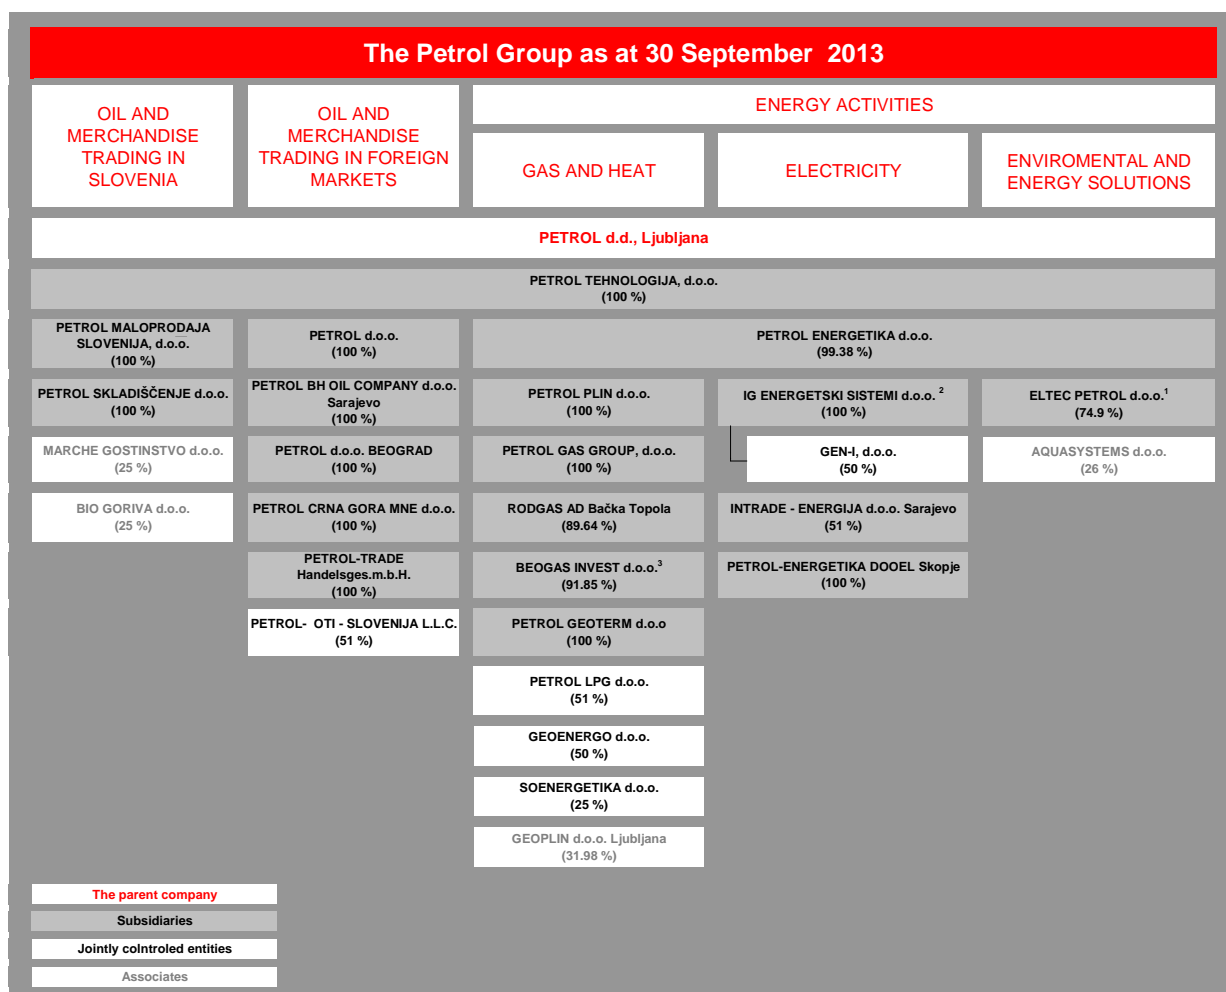 The Petrol Group as at 30 September 2013
OIL AND
MERCHANDISE
TRADING IN
SLOVENIA
OIL AND
MERCHANDISE
TRADING IN FOREIGN
MARKETS
ENERGY ACTIVITIES
GAS AND HEAT
ELECTRICITY
ENVIROMENTAL AND
ENERGY SOLUTIONS
PETROL d.d., Ljubljana
PETROL TEHNOLOGIJA, d.o.o.
(100 %)
PETROL MALOPRODAJA
SLOVENIJA, d.o.o.
(100 %)
PETROL d.o.o.
(100 %)
PETROL ENERGETIKA d.o.o.
(99.38 %)
PETROL SKLADIŠČENJE d.o.o.
(100 %)
PETROL BH OIL COMPANY d.o.o.
Sarajevo
(100 %)
PETROL PLIN d.o.o.
(100 %)
IG ENERGETSKI SISTEMI d.o.o. ²
(100 %)
ELTEC PETROL d.o.o.¹
(74.9 %)
MARCHE GOSTINSTVO d.o.o.
(25 %)
PETROL d.o.o. BEOGRAD
(100 %)
PETROL GAS GROUP, d.o.o.
(100 %)
GEN-I, d.o.o.
(50 %)
AQUASYSTEMS d.o.o.
(26 %)
BIO GORIVA d.o.o.
(25 %)
PETROL CRNA GORA MNE d.o.o.
(100 %)
RODGAS AD Bačka Topola
(89.64 %)
INTRADE - ENERGIJA d.o.o. Sarajevo
(51 %)
PETROL-TRADE
Handelsges.m.b.H.
(100 %)
BEOGAS INVEST d.o.o.³
(91.85 %)
PETROL-ENERGETIKA DOOEL Skopje
(100 %)
PETROL- OTI - SLOVENIJA L.L.C.
(51 %)
PETROL GEOTERM d.o.o
(100 %)
PETROL LPG d.o.o.
(51 %)
GEOENERGO d.o.o.
(50 %)
SOENERGETIKA d.o.o.
(25 %)
GEOPLIN d.o.o. Ljubljana
(31.98 %)
The parent company
Subsidiaries
Jointly colntroled entities
Associates